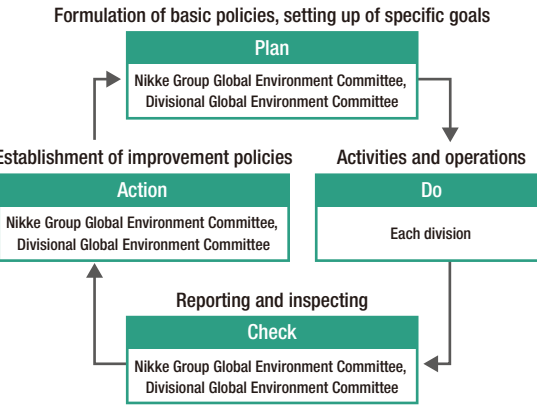 Formulation of basic policies, setting up of specific goals
Plan
Nikke Group Global Environment Committee,
Divisional Global Environment Committee
Establishment of improvement policies
Action
Nikke Group Global Environment Committee,
Divisional Global Environment Committee
Activities and operations
Do
Each division
Reporting and inspecting
Check
Nikke Group Global Environment Committee,
Divisional Global Environment Committee